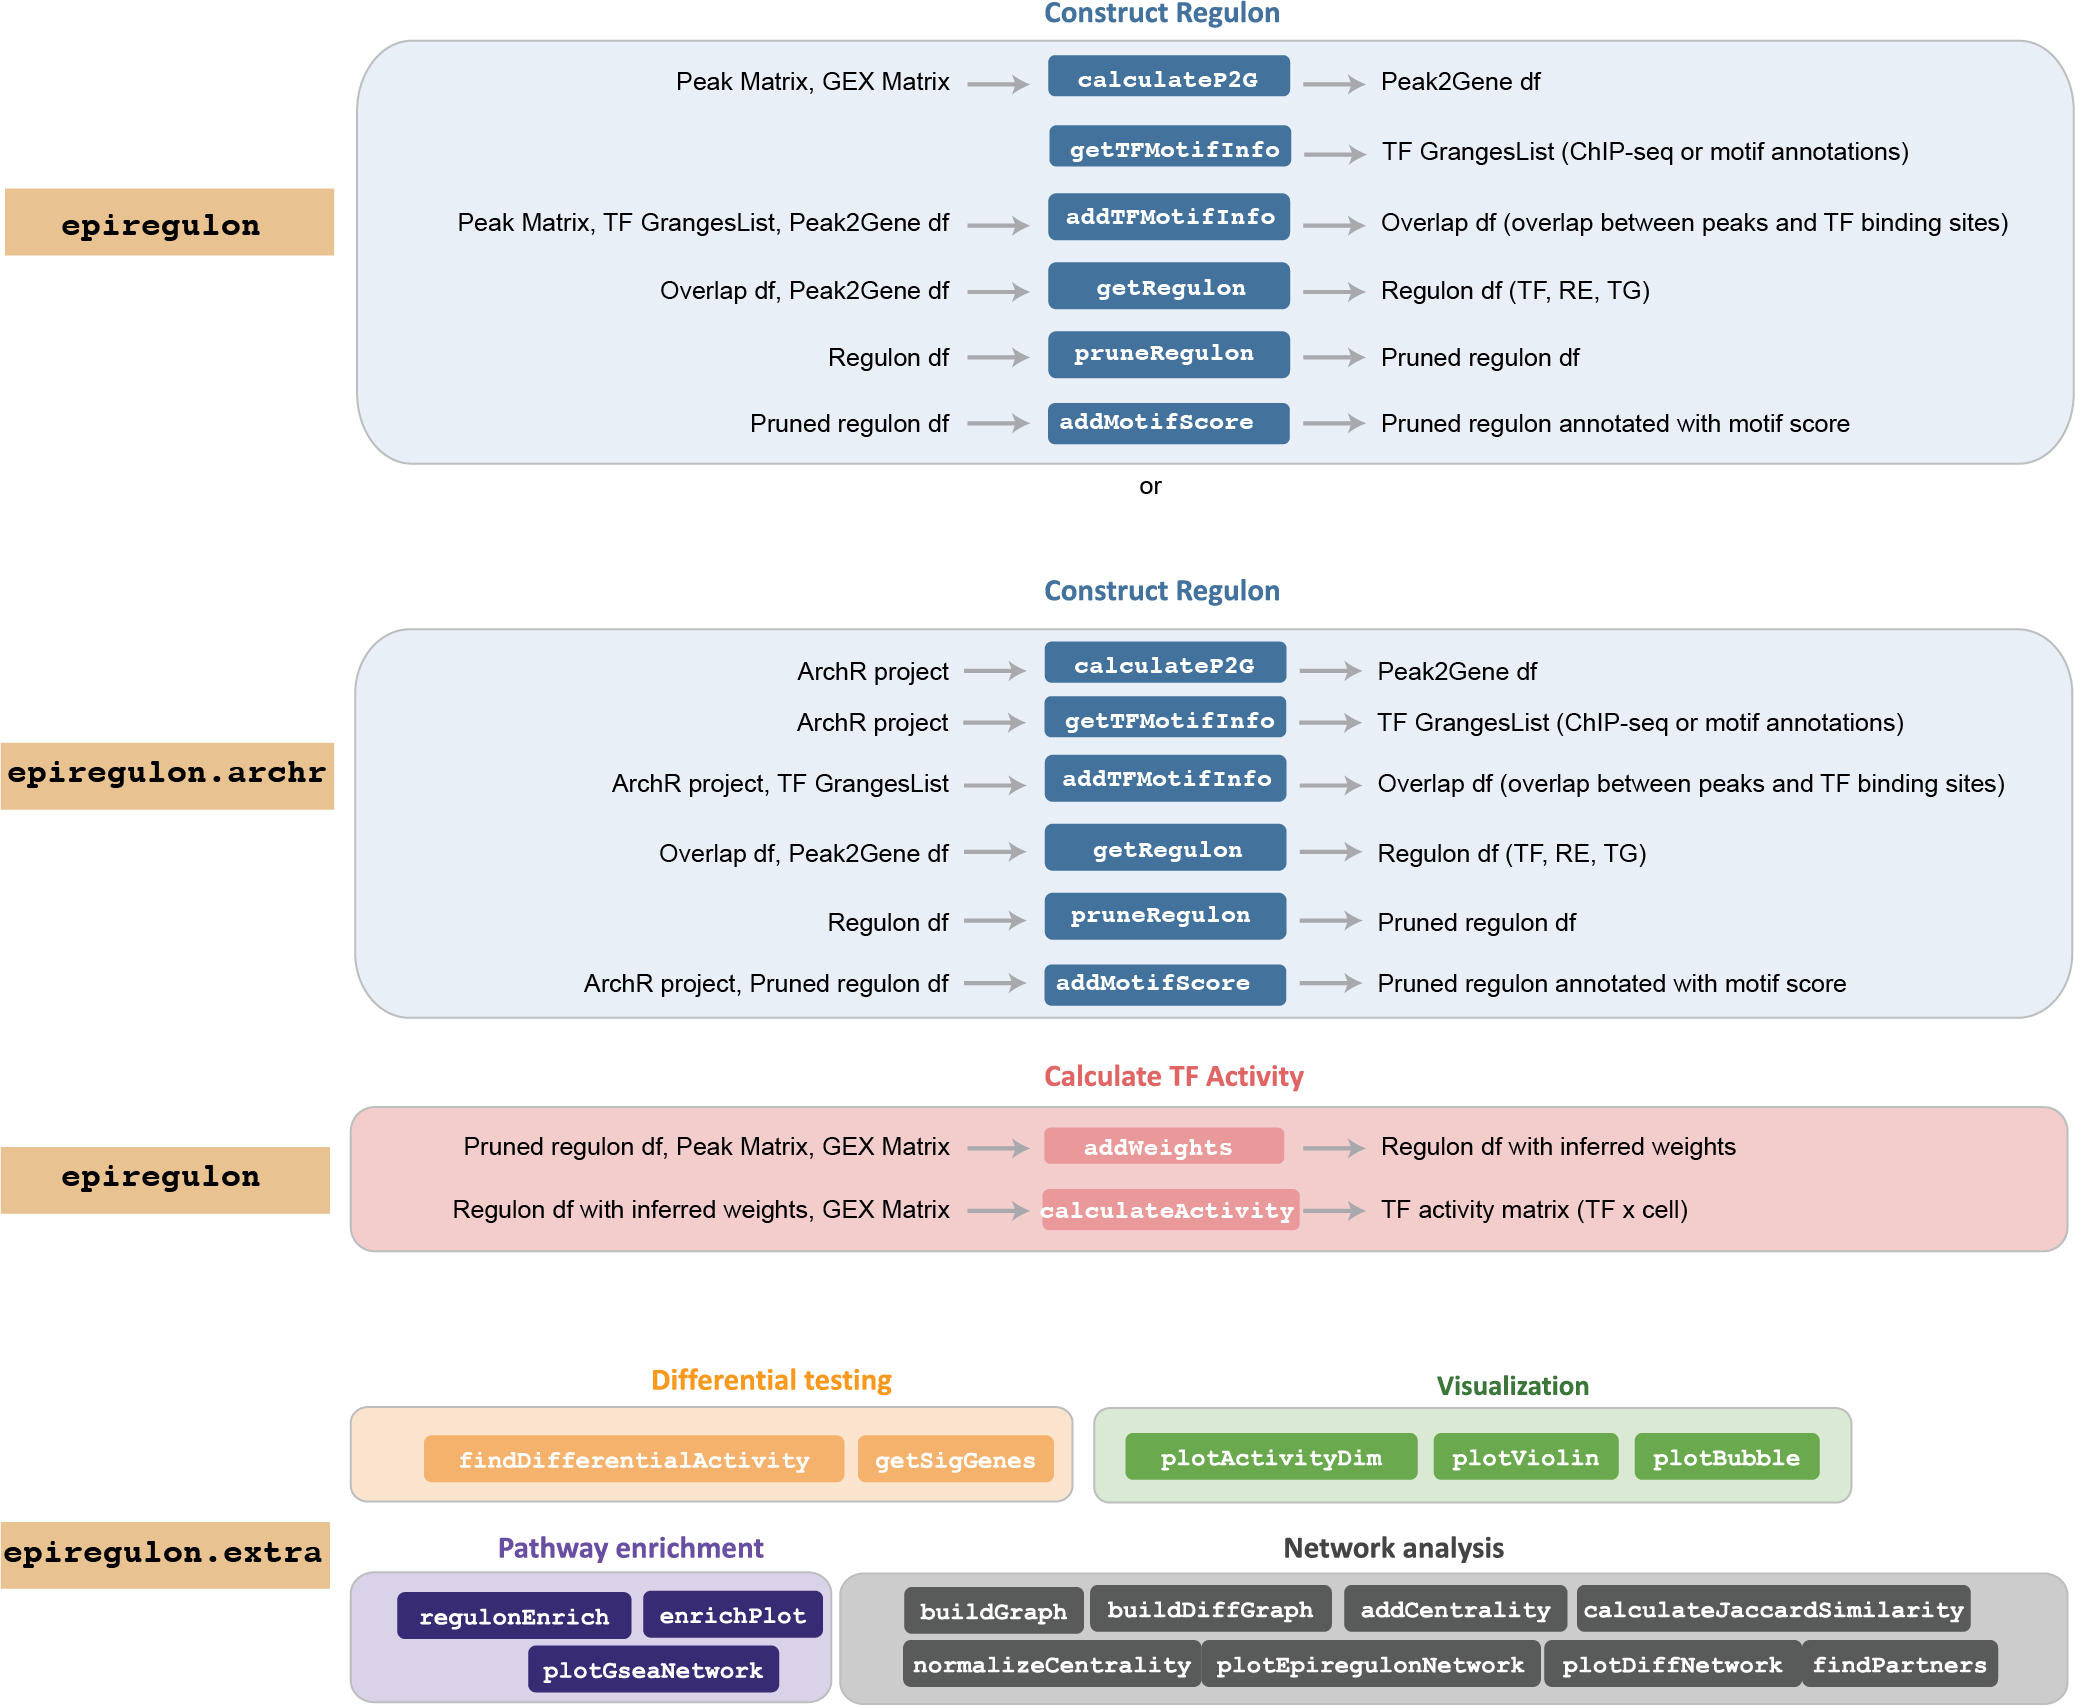 Construct Regulon
Peak Matrix, GEX Matrix calculateP2G Peak2Gene df
getTFMotifInfo TF GrangesList (ChIP-seq or motif annotations)
epiregulon
Peak Matrix, TF GrangesList, Peak2Gene df addTFMotifInfo Overlap df (overlap between peaks and TF binding sites)
Overlap df, Peak2Gene df getRegulon Regulon df (TF, RE, TG)
Regulon df pruneRegulon Pruned regulon df
Pruned regulon df addMotifScore Pruned regulon annotated with motif score
or
Construct Regulon
ArchR project calculateP2G Peak2Gene df
ArchR project getTFMotifInfo TF GrangesList (ChIP-seq or motif annotations)
epiregulon.archr
ArchR project, TF GrangesList addTFMotifInfo Overlap df (overlap between peaks and TF binding sites)
Overlap df, Peak2Gene df getRegulon Regulon df (TF, RE, TG)
Regulon df pruneRegulon Pruned regulon df
ArchR project, Pruned regulon df addMotifScore Pruned regulon annotated with motif score
Calculate TF Activity
Pruned regulon df, Peak Matrix, GEX Matrix addWeights Regulon df with inferred weights
epiregulon
Regulon df with inferred weights, GEX Matrix calculateActivity TF activity matrix (TF x cell)
Differential testing
findDifferentialActivity getSigGenes
Visualization
plotActivityDim plotViolin plotBubble
epiregulon.extra
Pathway enrichment
regulonEnrich enrichPlot
plotGseaNetwork
Network analysis
buildGraph buildDiffGraph addCentrality calculateJaccardSimilarity
normalizeCentrality plotEpiregulonNetwork plotDiffNetwork findPartners